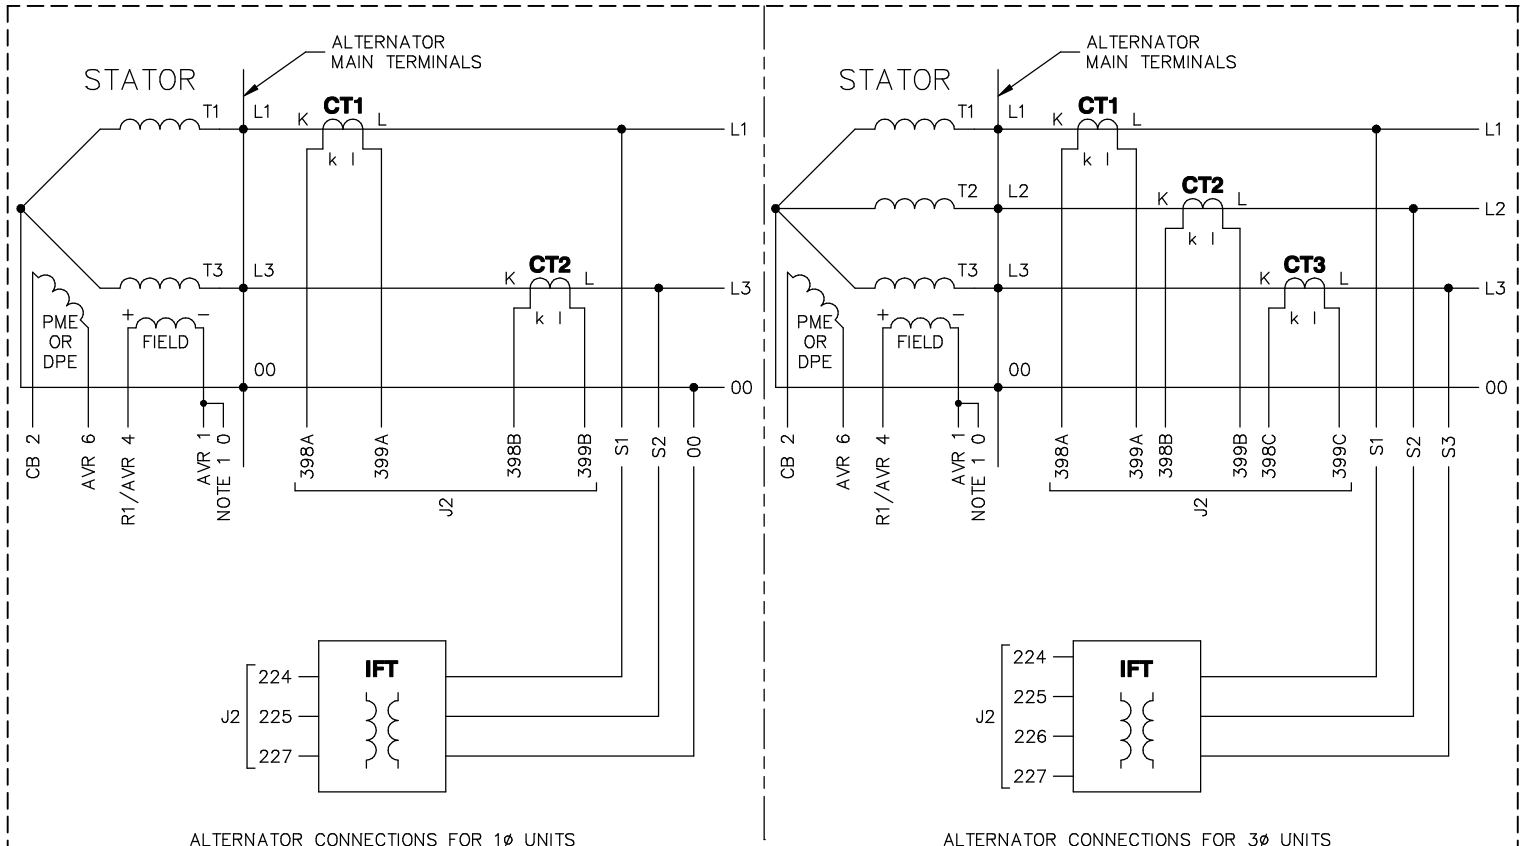 ALTERNATOR
MAIN TERMINALS
STATOR
T1
L1
K
CT1
L
k l
L1
T3
L3
K
CT2
L
k l
L3
PME
OR
DPE
+
−
FIELD
00
00
CB 2
AVR 6
R1/AVR 4
AVR 1
NOTE 1 0
398A
399A
398B
399B
S1
S2
00
J2
IFT
224
225
227
J2
ALTERNATOR CONNECTIONS FOR 1ø UNITS
ALTERNATOR
MAIN TERMINALS
STATOR
T1
L1
K
CT1
L
k l
L1
T2
L2
K
CT2
L
k l
L2
T3
L3
K
CT3
L
k l
L3
PME
OR
DPE
+
−
FIELD
00
00
CB 2
AVR 6
R1/AVR 4
AVR 1
NOTE 1 0
398A
399A
398B
399B
398C
399C
S1
S2
S3
J2
IFT
224
225
226
227
J2
ALTERNATOR CONNECTIONS FOR 3ø UNITS